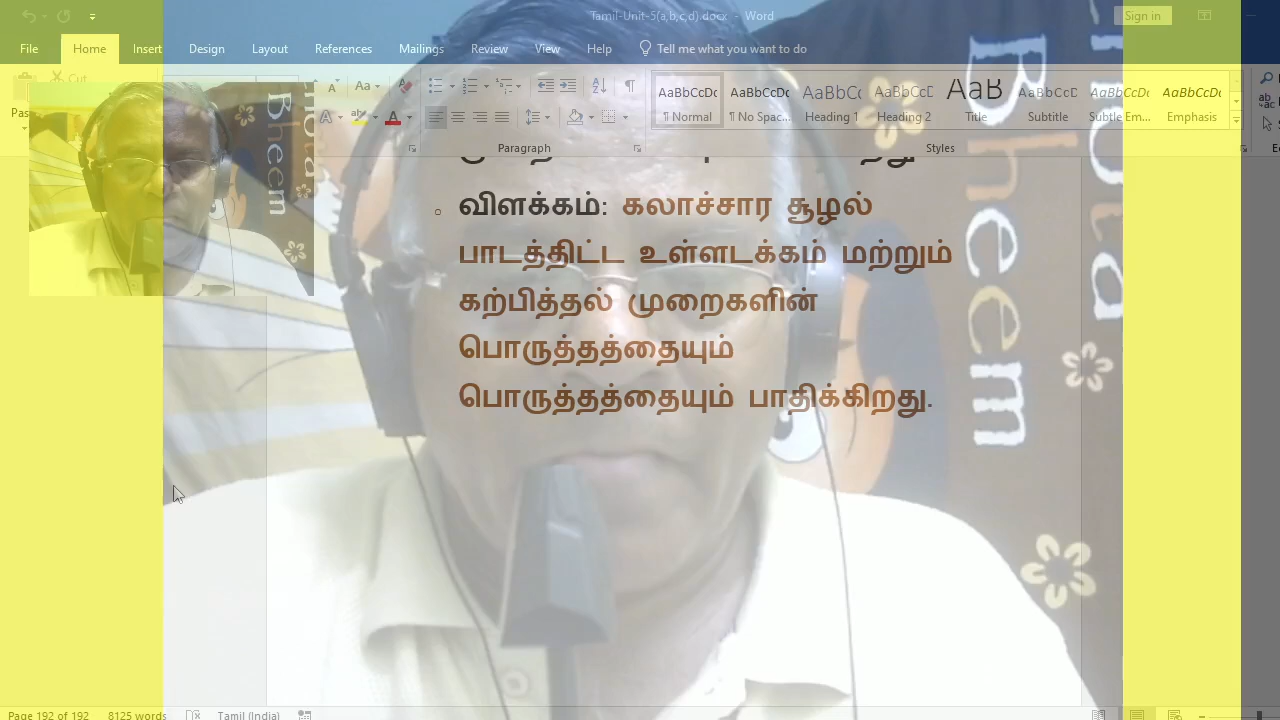 Tamil-Unit-5(a,b,c,d).docx - Word
Sign in
File Home Insert Design Layout References Mailings Review View Help Tell me what you want to do
Cut
Aa
Paragraph
Styles
AaBbCcDc AaBbCcDc AaBbCc AaBbCcD AaB AaBbCcD AaBbCcDc AaBbCcDc
¶ Normal ¶ No Spac... Heading 1 Heading 2 Title Subtitle Subtle Em... Emphasis
விளக்கம்: கலாச்சார சூழல்
பாடத்திட்ட உள்ளடக்கம் மற்றும்
கற்பித்தல் முறைகளின்
பொருத்தத்தையும்
பொருத்தத்தையும் பாதிக்கிறது.
Bheem
Bheem
Page 192 of 192 8125 words Tamil (India)